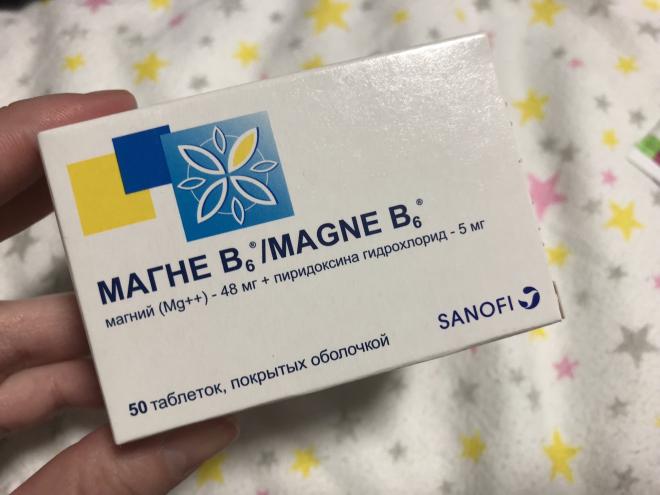 МАГНЕ B₆®/MAGNE B₆®
магний (Mg++) - 48 мг + пиридоксина гидрохлорид - 5 мг
SANOFI
50 таблеток, покрытых оболочкой